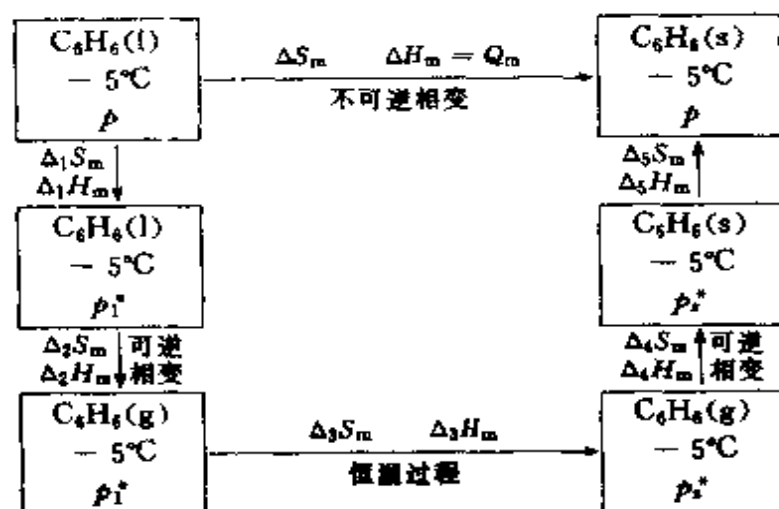 C₆H₆(l)
− 5℃
p
ΔSₘ ΔHₘ = Qₘ
不可逆相变
C₆H₆(s)
− 5℃
p
Δ₁Sₘ
Δ₁Hₘ
Δ₅Sₘ
Δ₅Hₘ
C₆H₆(l)
− 5℃
pₗ*
C₆H₆(s)
− 5℃
pₛ*
Δ₂Sₘ 可逆
Δ₂Hₘ 相变
Δ₄Sₘ 可逆
Δ₄Hₘ 相变
C₆H₆(g)
− 5℃
pₗ*
Δ₃Sₘ Δ₃Hₘ
恒温过程
C₆H₆(g)
− 5℃
pₛ*